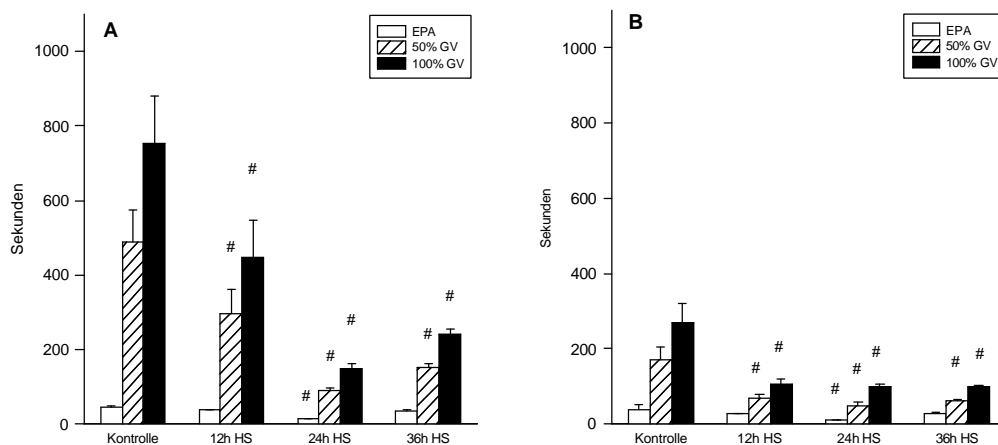 A
EPA
50% GV
100% GV
1000
800
600
400
200
0
Sekunden
#
#
#
#
#
#
#
Kontrolle
12h HS
24h HS
36h HS
B
EPA
50% GV
100% GV
1000
800
600
400
200
0
Sekunden
#
#
#
#
#
#
#
Kontrolle
12h HS
24h HS
36h HS